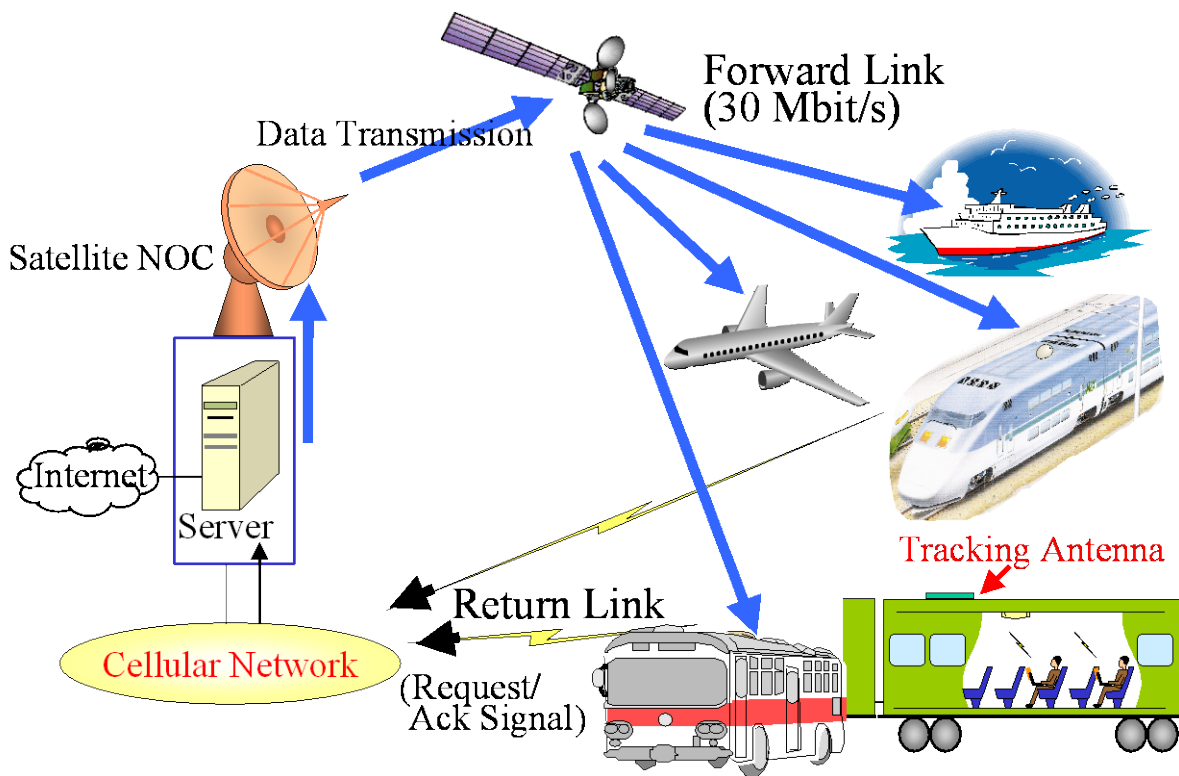 Forward Link
(30 Mbit/s)
Data Transmission
Satellite NOC
Internet
Server
Tracking Antenna
Return Link
Cellular Network
(Request/
Ack Signal)